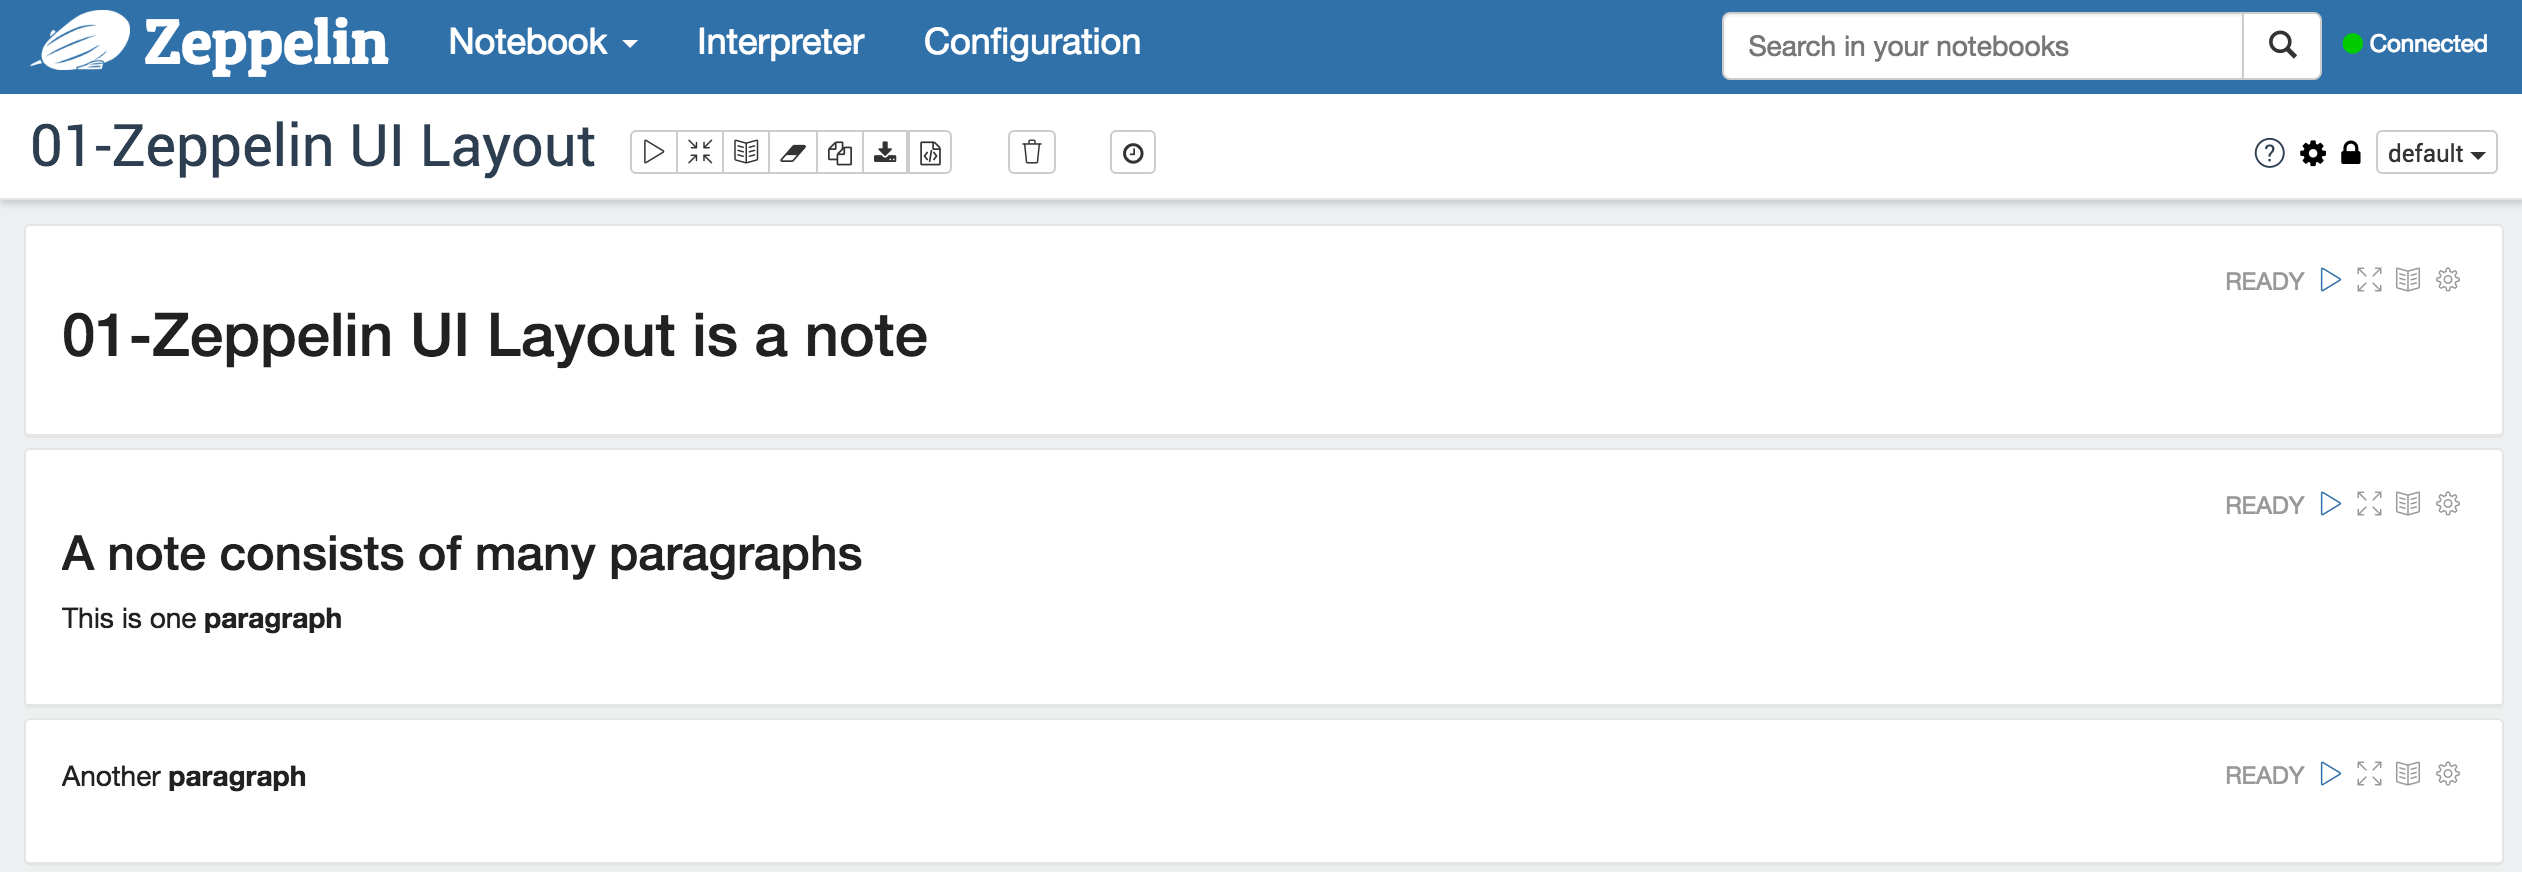 Zeppelin Notebook Interpreter Configuration Search in your notebooks Connected
01-Zeppelin UI Layout default
READY
01-Zeppelin UI Layout is a note
READY
A note consists of many paragraphs
This is one paragraph
Another paragraph READY